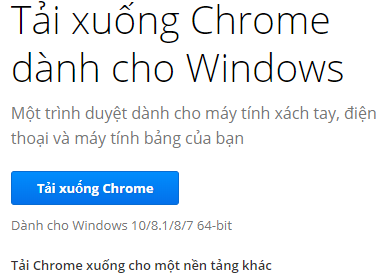 Tải xuống Chrome
dành cho Windows
Một trình duyệt dành cho máy tính xách tay, điện
thoại và máy tính bảng của bạn
Tải xuống Chrome
Dành cho Windows 10/8.1/8/7 64-bit
Tải Chrome xuống cho một nền tảng khác